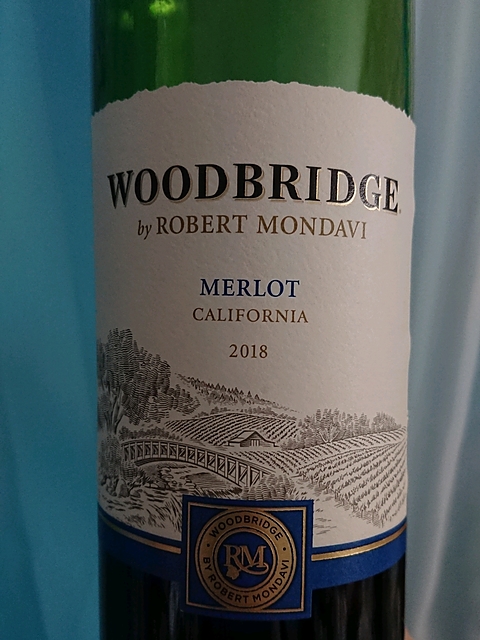 WOODBRIDGE
by ROBERT MONDAVI
MERLOT
CALIFORNIA
2018
WOODBRIDGE
RM
BY ROBERT MONDAVI